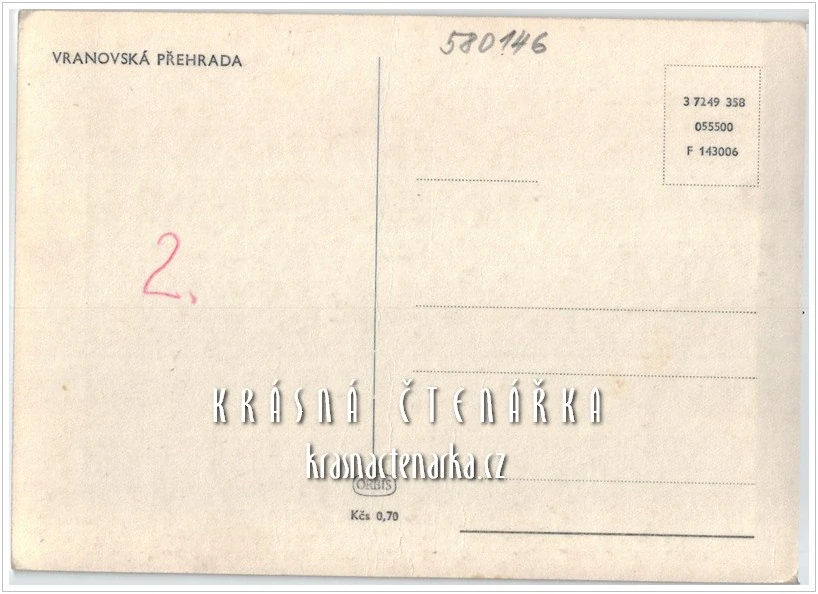 580146
VRANOVSKÁ PŘEHRADA
3 7249 358
055500
F 143006
2.
KRÁSNÁ ČTENÁŘKA
krasnactenarka.cz
ORBIS
Kčs 0,70